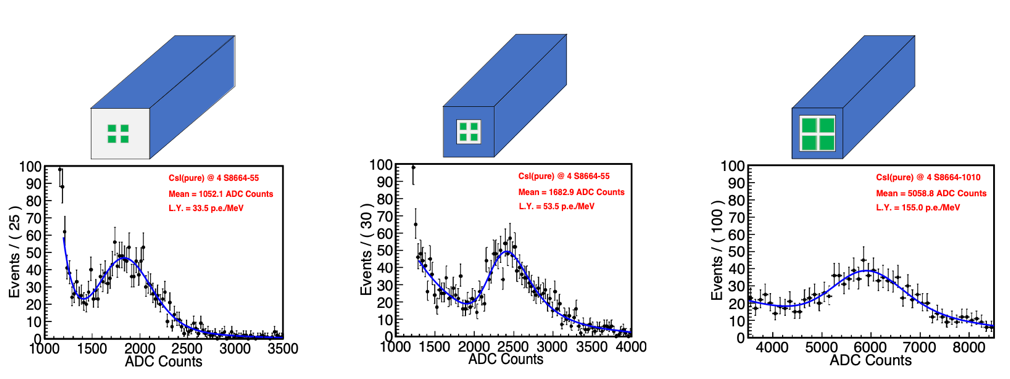 CsI(pure) @ 4 S8664-55
Mean = 1052.1 ADC Counts
L.Y. = 33.5 p.e./MeV
Events / ( 25 )
100
90
80
70
60
50
40
30
20
10
0
1000 1500 2000 2500 3000 3500
ADC Counts
CsI(pure) @ 4 S8664-55
Mean = 1682.9 ADC Counts
L.Y. = 53.5 p.e./MeV
Events / ( 30 )
100
90
80
70
60
50
40
30
20
10
0
1000 1500 2000 2500 3000 3500 4000
ADC Counts
CsI(pure) @ 4 S8664-1010
Mean = 5058.8 ADC Counts
L.Y. = 155.0 p.e./MeV
Events / ( 100 )
100
90
80
70
60
50
40
30
20
10
0
4000 5000 6000 7000 8000
ADC Counts